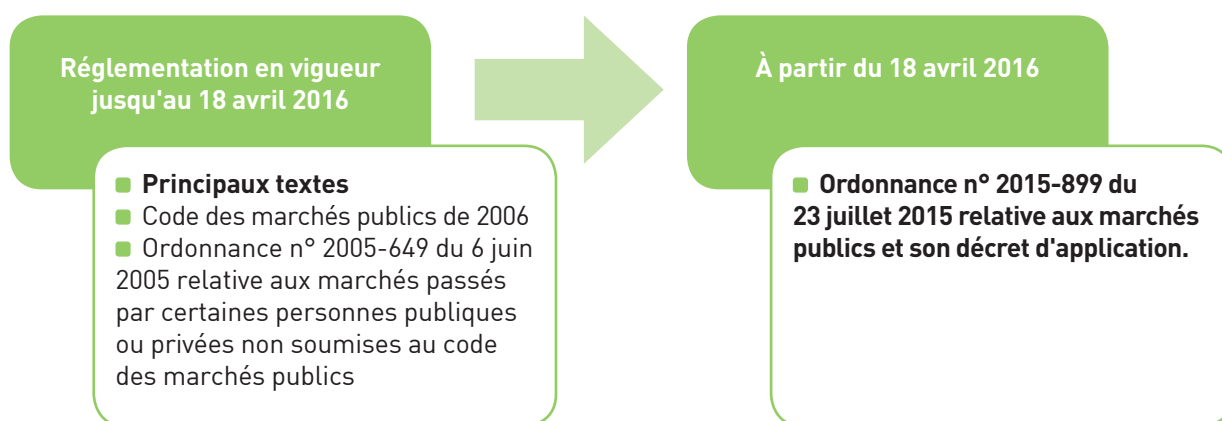 Réglementation en vigueur
jusqu'au 18 avril 2016
■ Principaux textes
■ Code des marchés publics de 2006
■ Ordonnance n° 2005-649 du 6 juin
2005 relative aux marchés passés
par certaines personnes publiques
ou privées non soumises au code
des marchés publics
À partir du 18 avril 2016
■ Ordonnance n° 2015-899 du
23 juillet 2015 relative aux marchés
publics et son décret d'application.